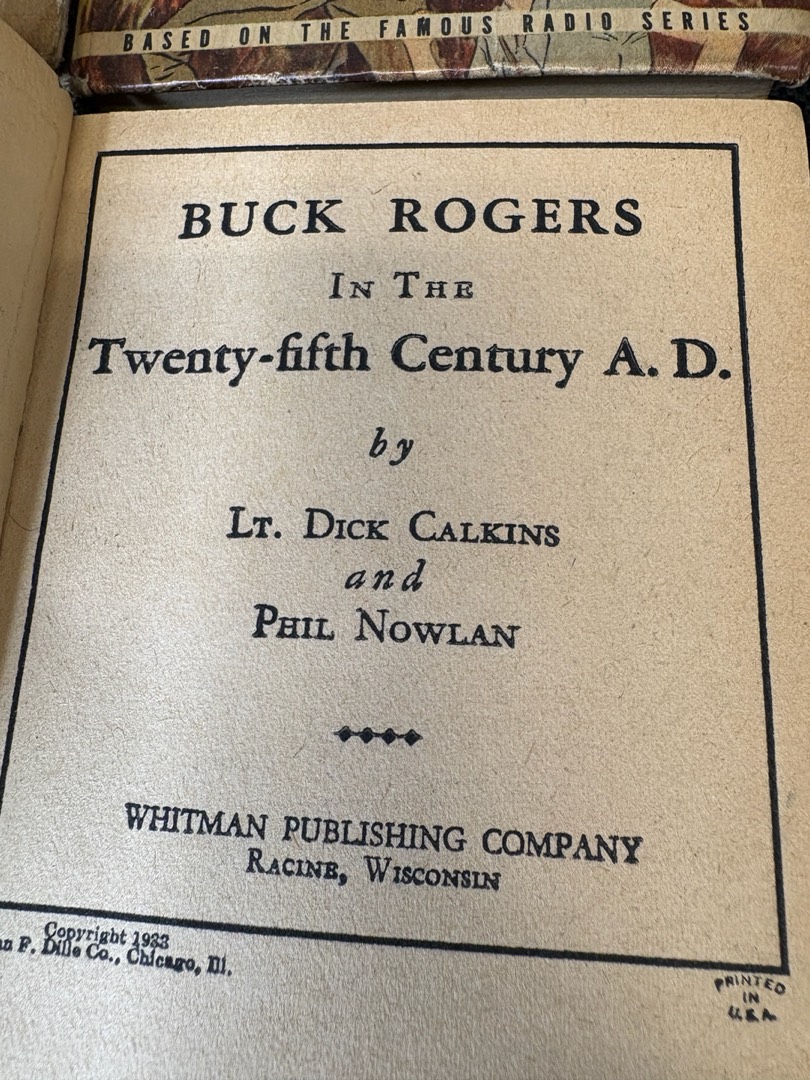 BASED ON THE FAMOUS RADIO SERIES
BUCK ROGERS
IN THE
Twenty-fifth Century A. D.
by
LT. DICK CALKINS
and
PHIL NOWLAN
WHITMAN PUBLISHING COMPANY
RACINE, WISCONSIN
Copyright 1933
F. Dille Co., Chicago, Ill.
PRINTED
IN
U.S.A.